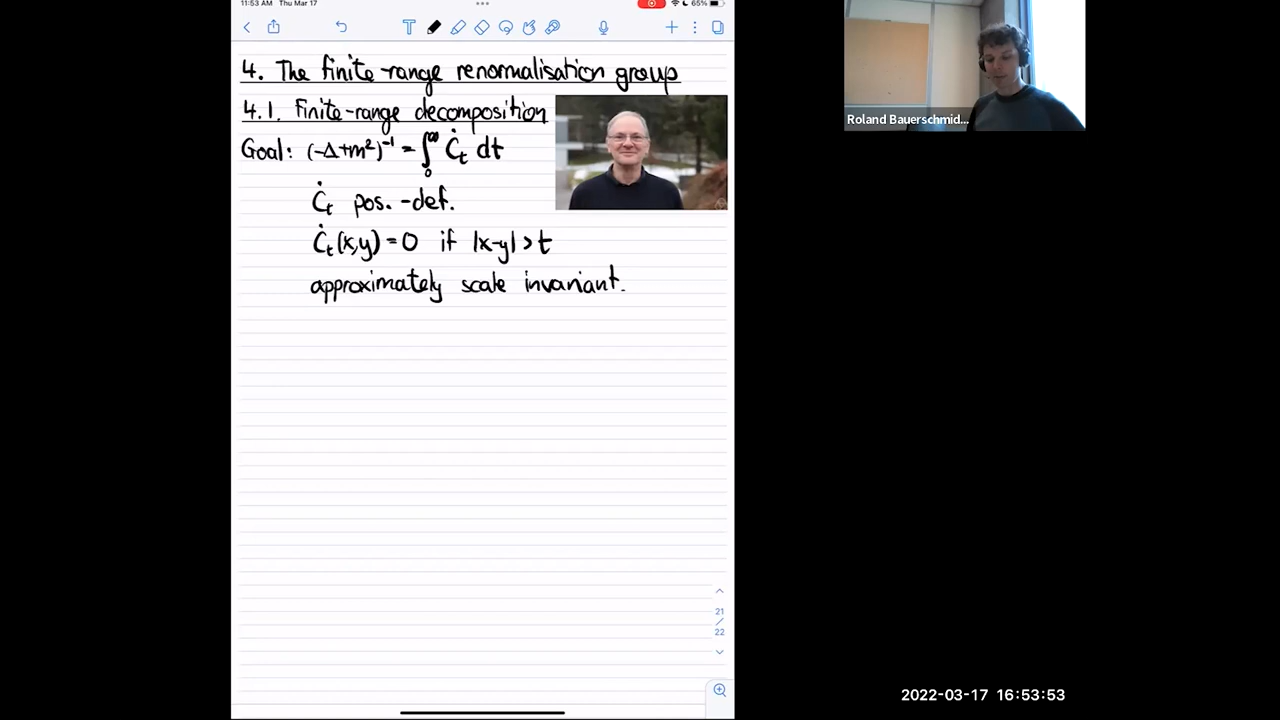 11:53 AM Thu Mar 17
65%
4. The finite-range renormalisation group
4.1. Finite-range decomposition
Goal: (-Δ+m²)⁻¹ = ∫₀^∞ Ċₜ dt
Ċₜ pos.-def.
Ċₜ(x,y) = 0 if |x-y| > t
approximately scale invariant.
21
/
22
Roland Bauerschmid...
2022-03-17 16:53:53